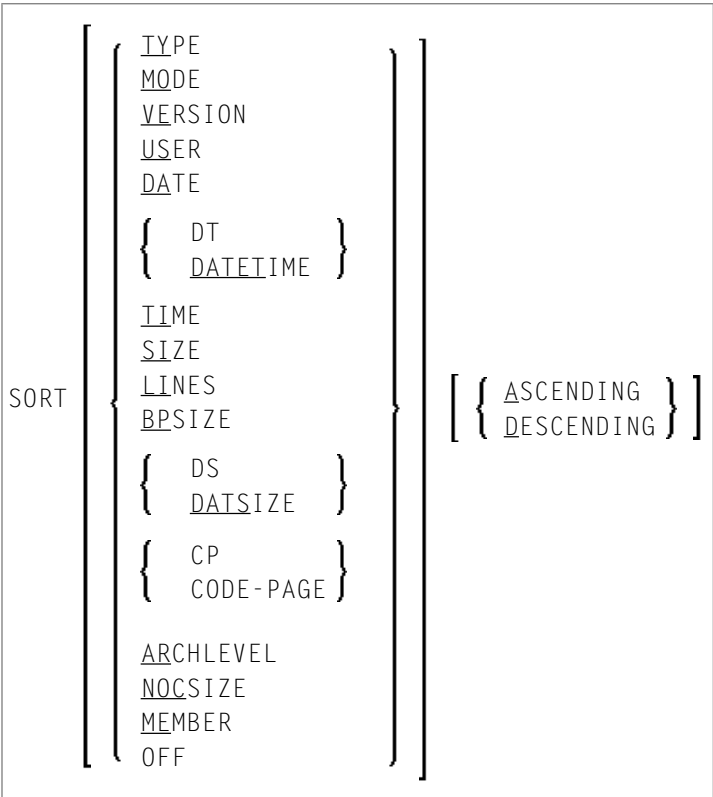 TYPE
MODE
VERSION
USER
DATE
DT
DATETIME
TIME
SIZE
SORT LINES ASCENDING
BPSIZE DESCENDING
DS
DATSIZE
CP
CODE-PAGE
ARCHLEVEL
NOCSIZE
MEMBER
OFF